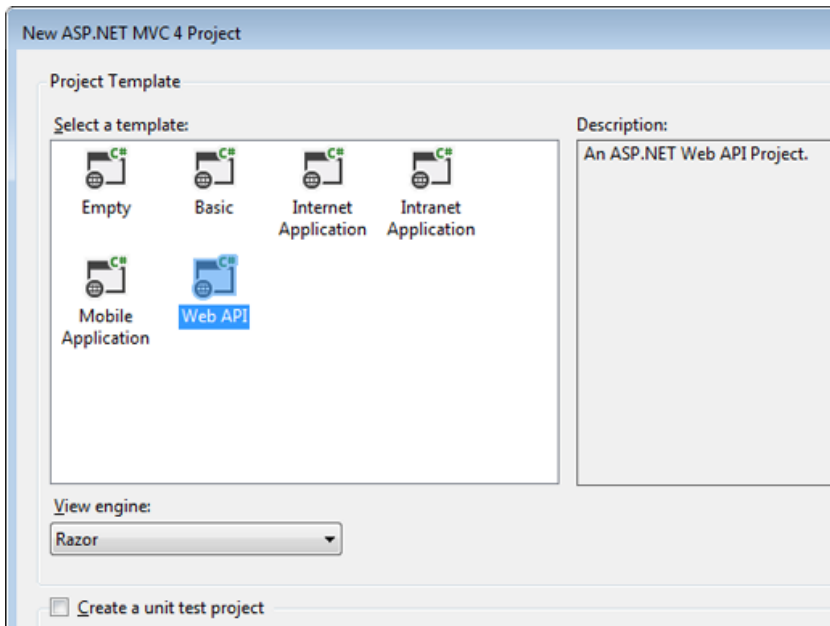 New ASP.NET MVC 4 Project
Project Template
Select a template:
Description:
C# C# C# C#
An ASP.NET Web API Project.
Empty Basic Internet Application Intranet Application
C# C#
Mobile Application Web API
View engine:
Razor
Create a unit test project